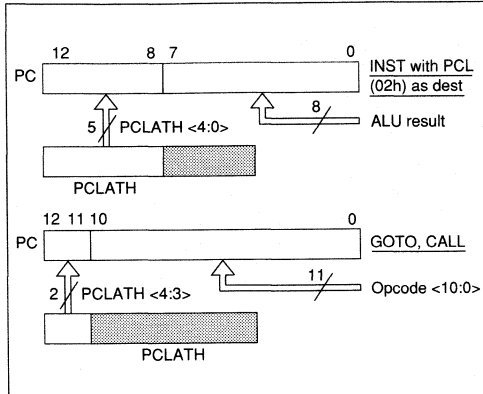 12 8 7 0
PC
INST with PCL
(02h) as dest
5 PCLATH <4:0>
8
ALU result
PCLATH
12 11 10 0
PC
GOTO, CALL
2 PCLATH <4:3>
11
Opcode <10:0>
PCLATH